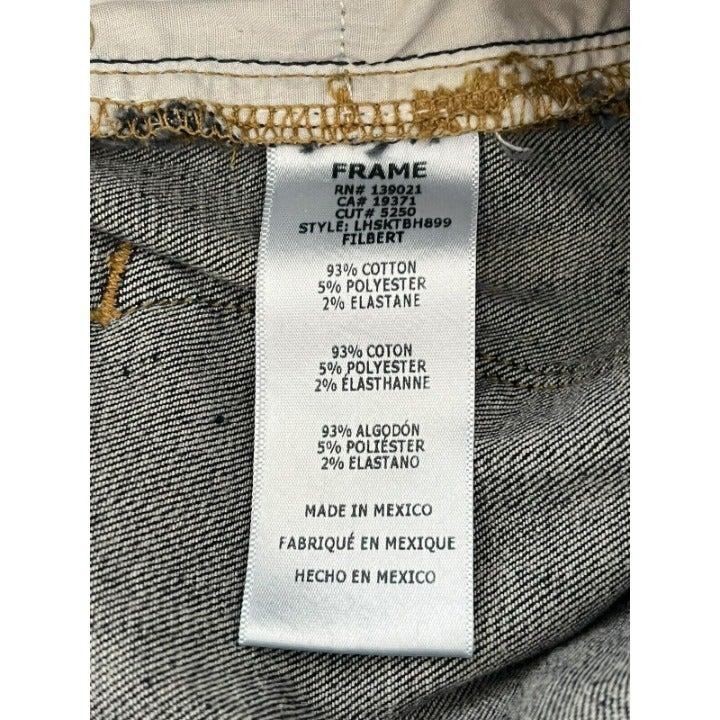 FRAME
RN# 139021
CA# 19371
CUT# 5250
STYLE: LHSKTBH899
FILBERT
93% COTTON
5% POLYESTER
2% ELASTANE
93% COTON
5% POLYESTER
2% ÉLASTHANNE
93% ALGODÓN
5% POLIÉSTER
2% ELASTANO
MADE IN MEXICO
FABRIQUÉ EN MEXIQUE
HECHO EN MEXICO